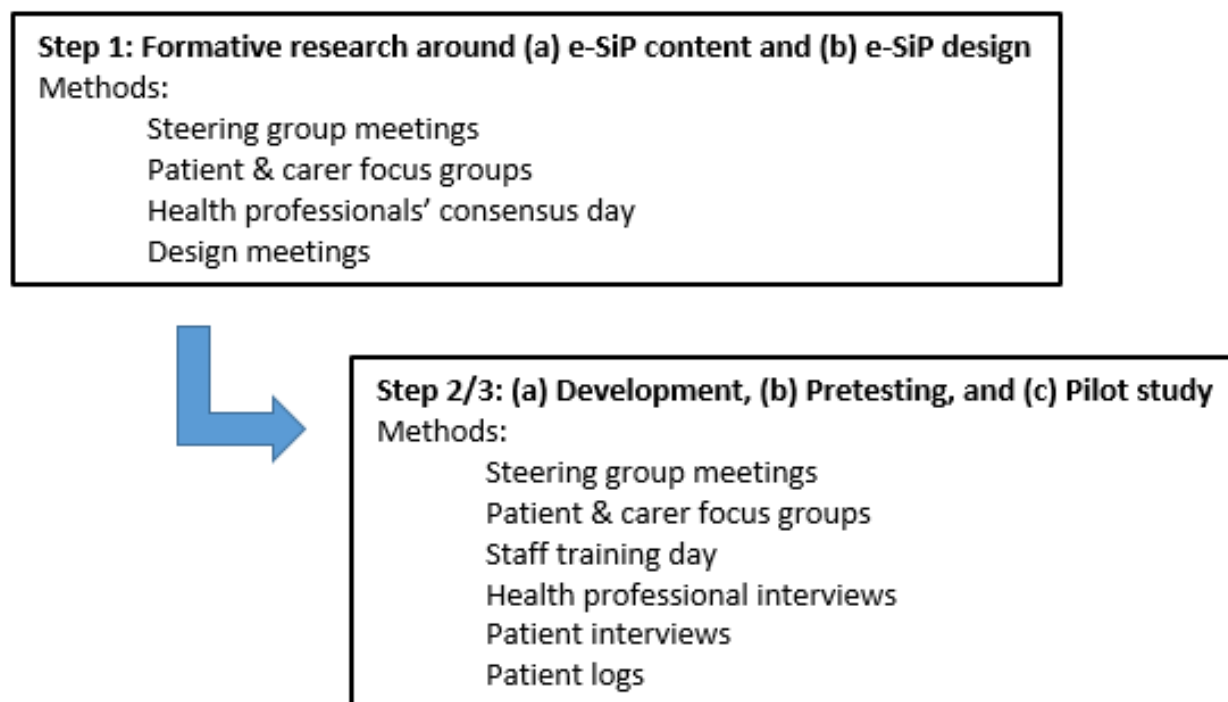 Step 1: Formative research around (a) e-SiP content and (b) e-SiP design
Methods:
Steering group meetings
Patient & carer focus groups
Health professionals’ consensus day
Design meetings
Step 2/3: (a) Development, (b) Pretesting, and (c) Pilot study
Methods:
Steering group meetings
Patient & carer focus groups
Staff training day
Health professional interviews
Patient interviews
Patient logs